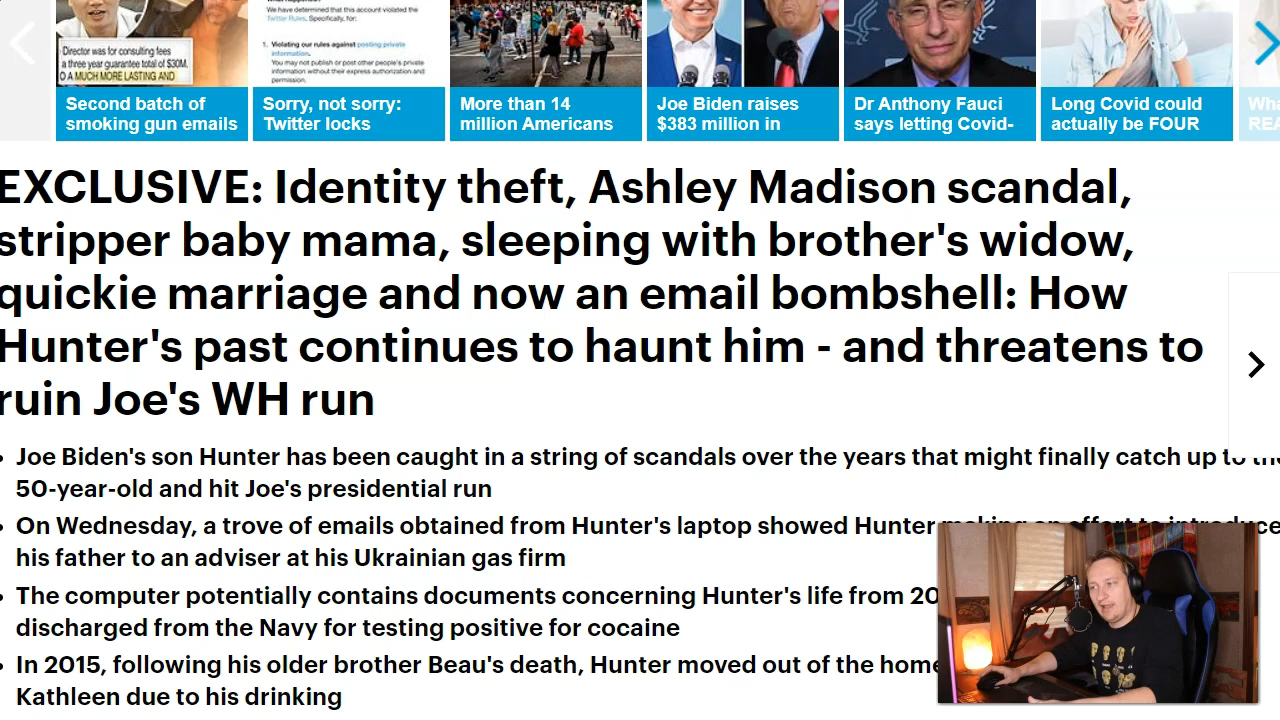 What happened?
We have determined that this account violated the
Twitter Rules. Specifically, for:
1. Violating our rules against posting private
information.
You may not publish or post other people's private
information without their express authorization and
permission.
Director was for consulting fees
a three year guarantee total of $30M.
O A MUCH MORE LASTING AND
Second batch of
smoking gun emails
Sorry, not sorry:
Twitter locks
More than 14
million Americans
Joe Biden raises
$383 million in
Dr Anthony Fauci
says letting Covid-
Long Covid could
actually be FOUR
EXCLUSIVE: Identity theft, Ashley Madison scandal,
stripper baby mama, sleeping with brother's widow,
quickie marriage and now an email bombshell: How
Hunter's past continues to haunt him - and threatens to
ruin Joe's WH run
• Joe Biden's son Hunter has been caught in a string of scandals over the years that might finally catch up to
50-year-old and hit Joe's presidential run
• On Wednesday, a trove of emails obtained from Hunter's laptop showed Hunter making an effort to introduce
his father to an adviser at his Ukrainian gas firm
• The computer potentially contains documents concerning Hunter's life from 20
discharged from the Navy for testing positive for cocaine
• In 2015, following his older brother Beau's death, Hunter moved out of the home
Kathleen due to his drinking